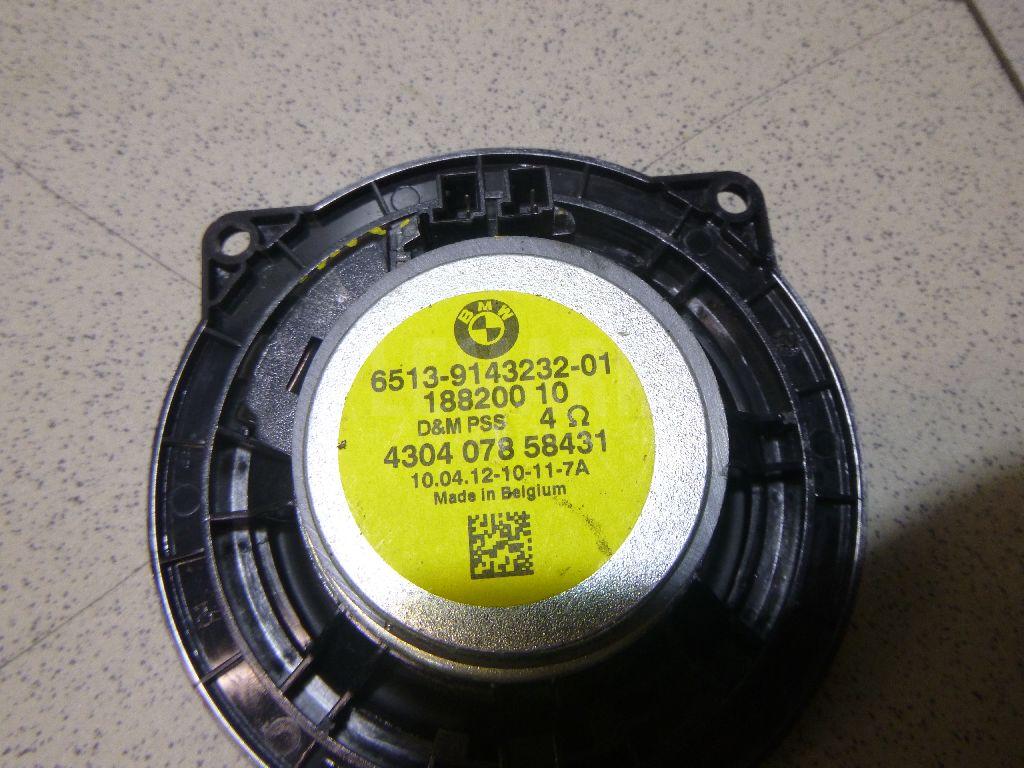 BMW
6513-9143232-01
188200 10
D&M PSS 4 Ω
4304 078 58431
10.04.12-10-11-7A
Made in Belgium